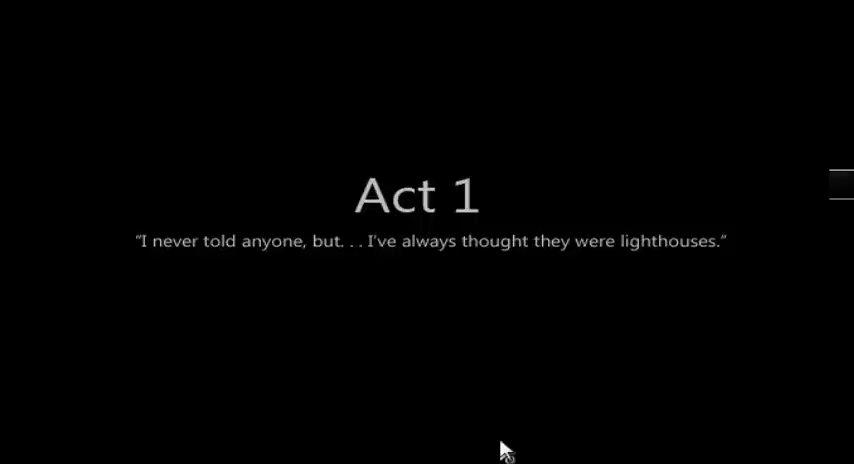 Act 1
“I never told anyone, but. . . I’ve always thought they were lighthouses.”